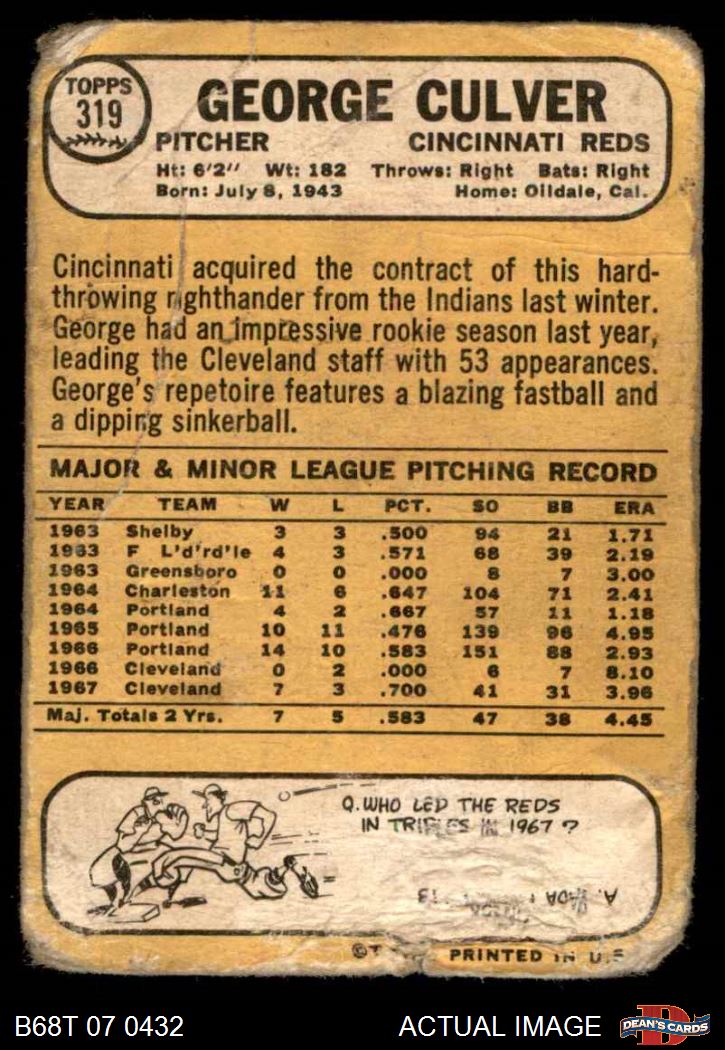 TOPPS
319
GEORGE CULVER
PITCHER CINCINNATI REDS
Ht: 6'2" Wt: 182 Throws: Right Bats: Right
Born: July 8, 1943 Home: Oildale, Cal.
Cincinnati acquired the contract of this hard-
throwing righthander from the Indians last winter.
George had an impressive rookie season last year,
leading the Cleveland staff with 53 appearances.
George's repetoire features a blazing fastball and
a dipping sinkerball.
MAJOR & MINOR LEAGUE PITCHING RECORD
YEAR TEAM W L PCT. SO BB ERA
1963 Shelby 3 3 .500 94 21 1.71
1963 F L'd'rd'le 4 3 .571 68 39 2.19
1963 Greensboro 0 0 .000 8 7 3.00
1964 Charleston 11 6 .647 104 71 2.41
1964 Portland 4 2 .667 57 11 1.18
1965 Portland 10 11 .476 139 96 4.95
1966 Portland 14 10 .583 151 88 2.93
1966 Cleveland 0 2 .000 6 7 8.10
1967 Cleveland 7 3 .700 41 31 3.96
Maj. Totals 2 Yrs. 7 5 .583 47 38 4.45
Q. WHO LED THE REDS
IN TRIPLES IN 1967?
A. VADA
PRINTED IN U.S
B68T 07 0432 ACTUAL IMAGE
D
DEAN'S CARDS